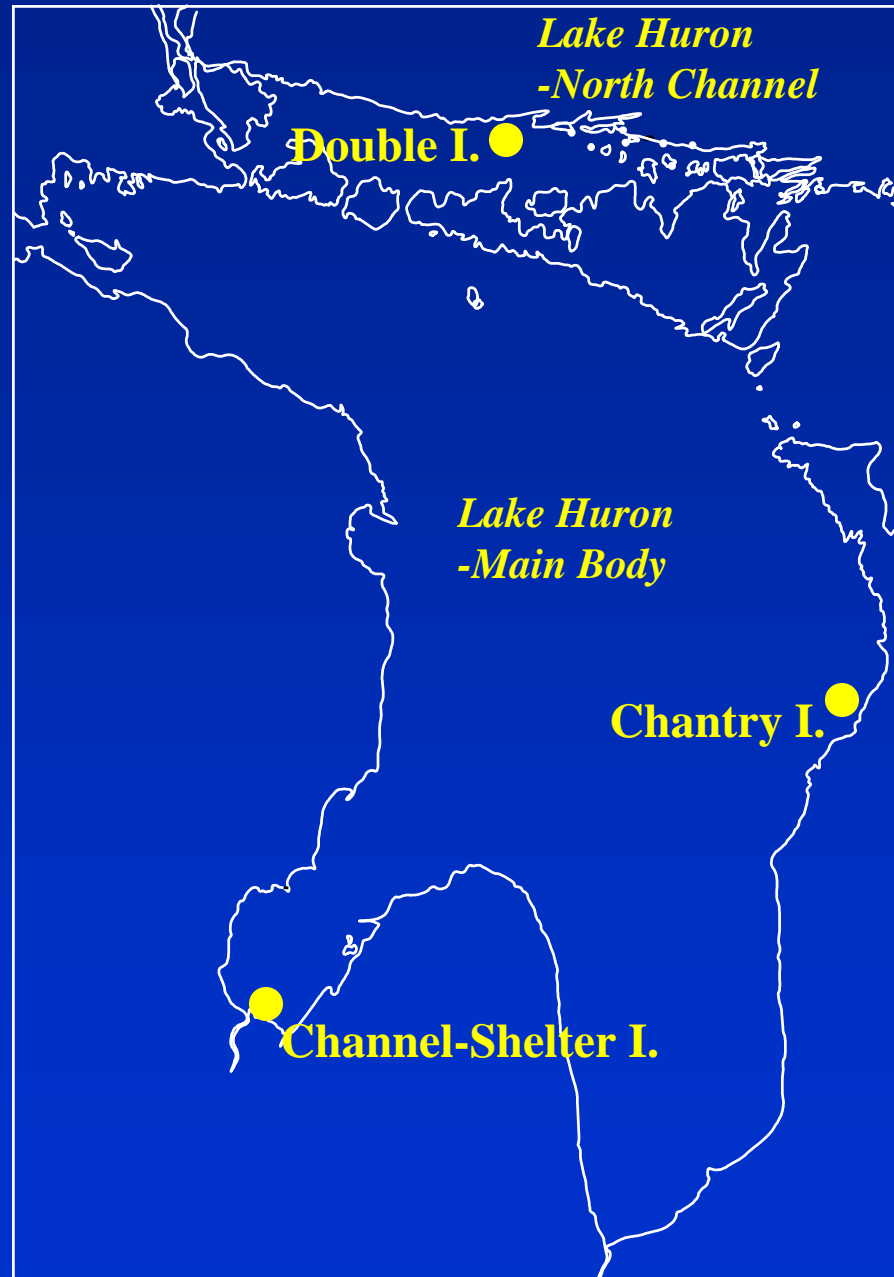 Lake Huron
-North Channel
Double I.
Lake Huron
-Main Body
Chantry I.
Channel-Shelter I.